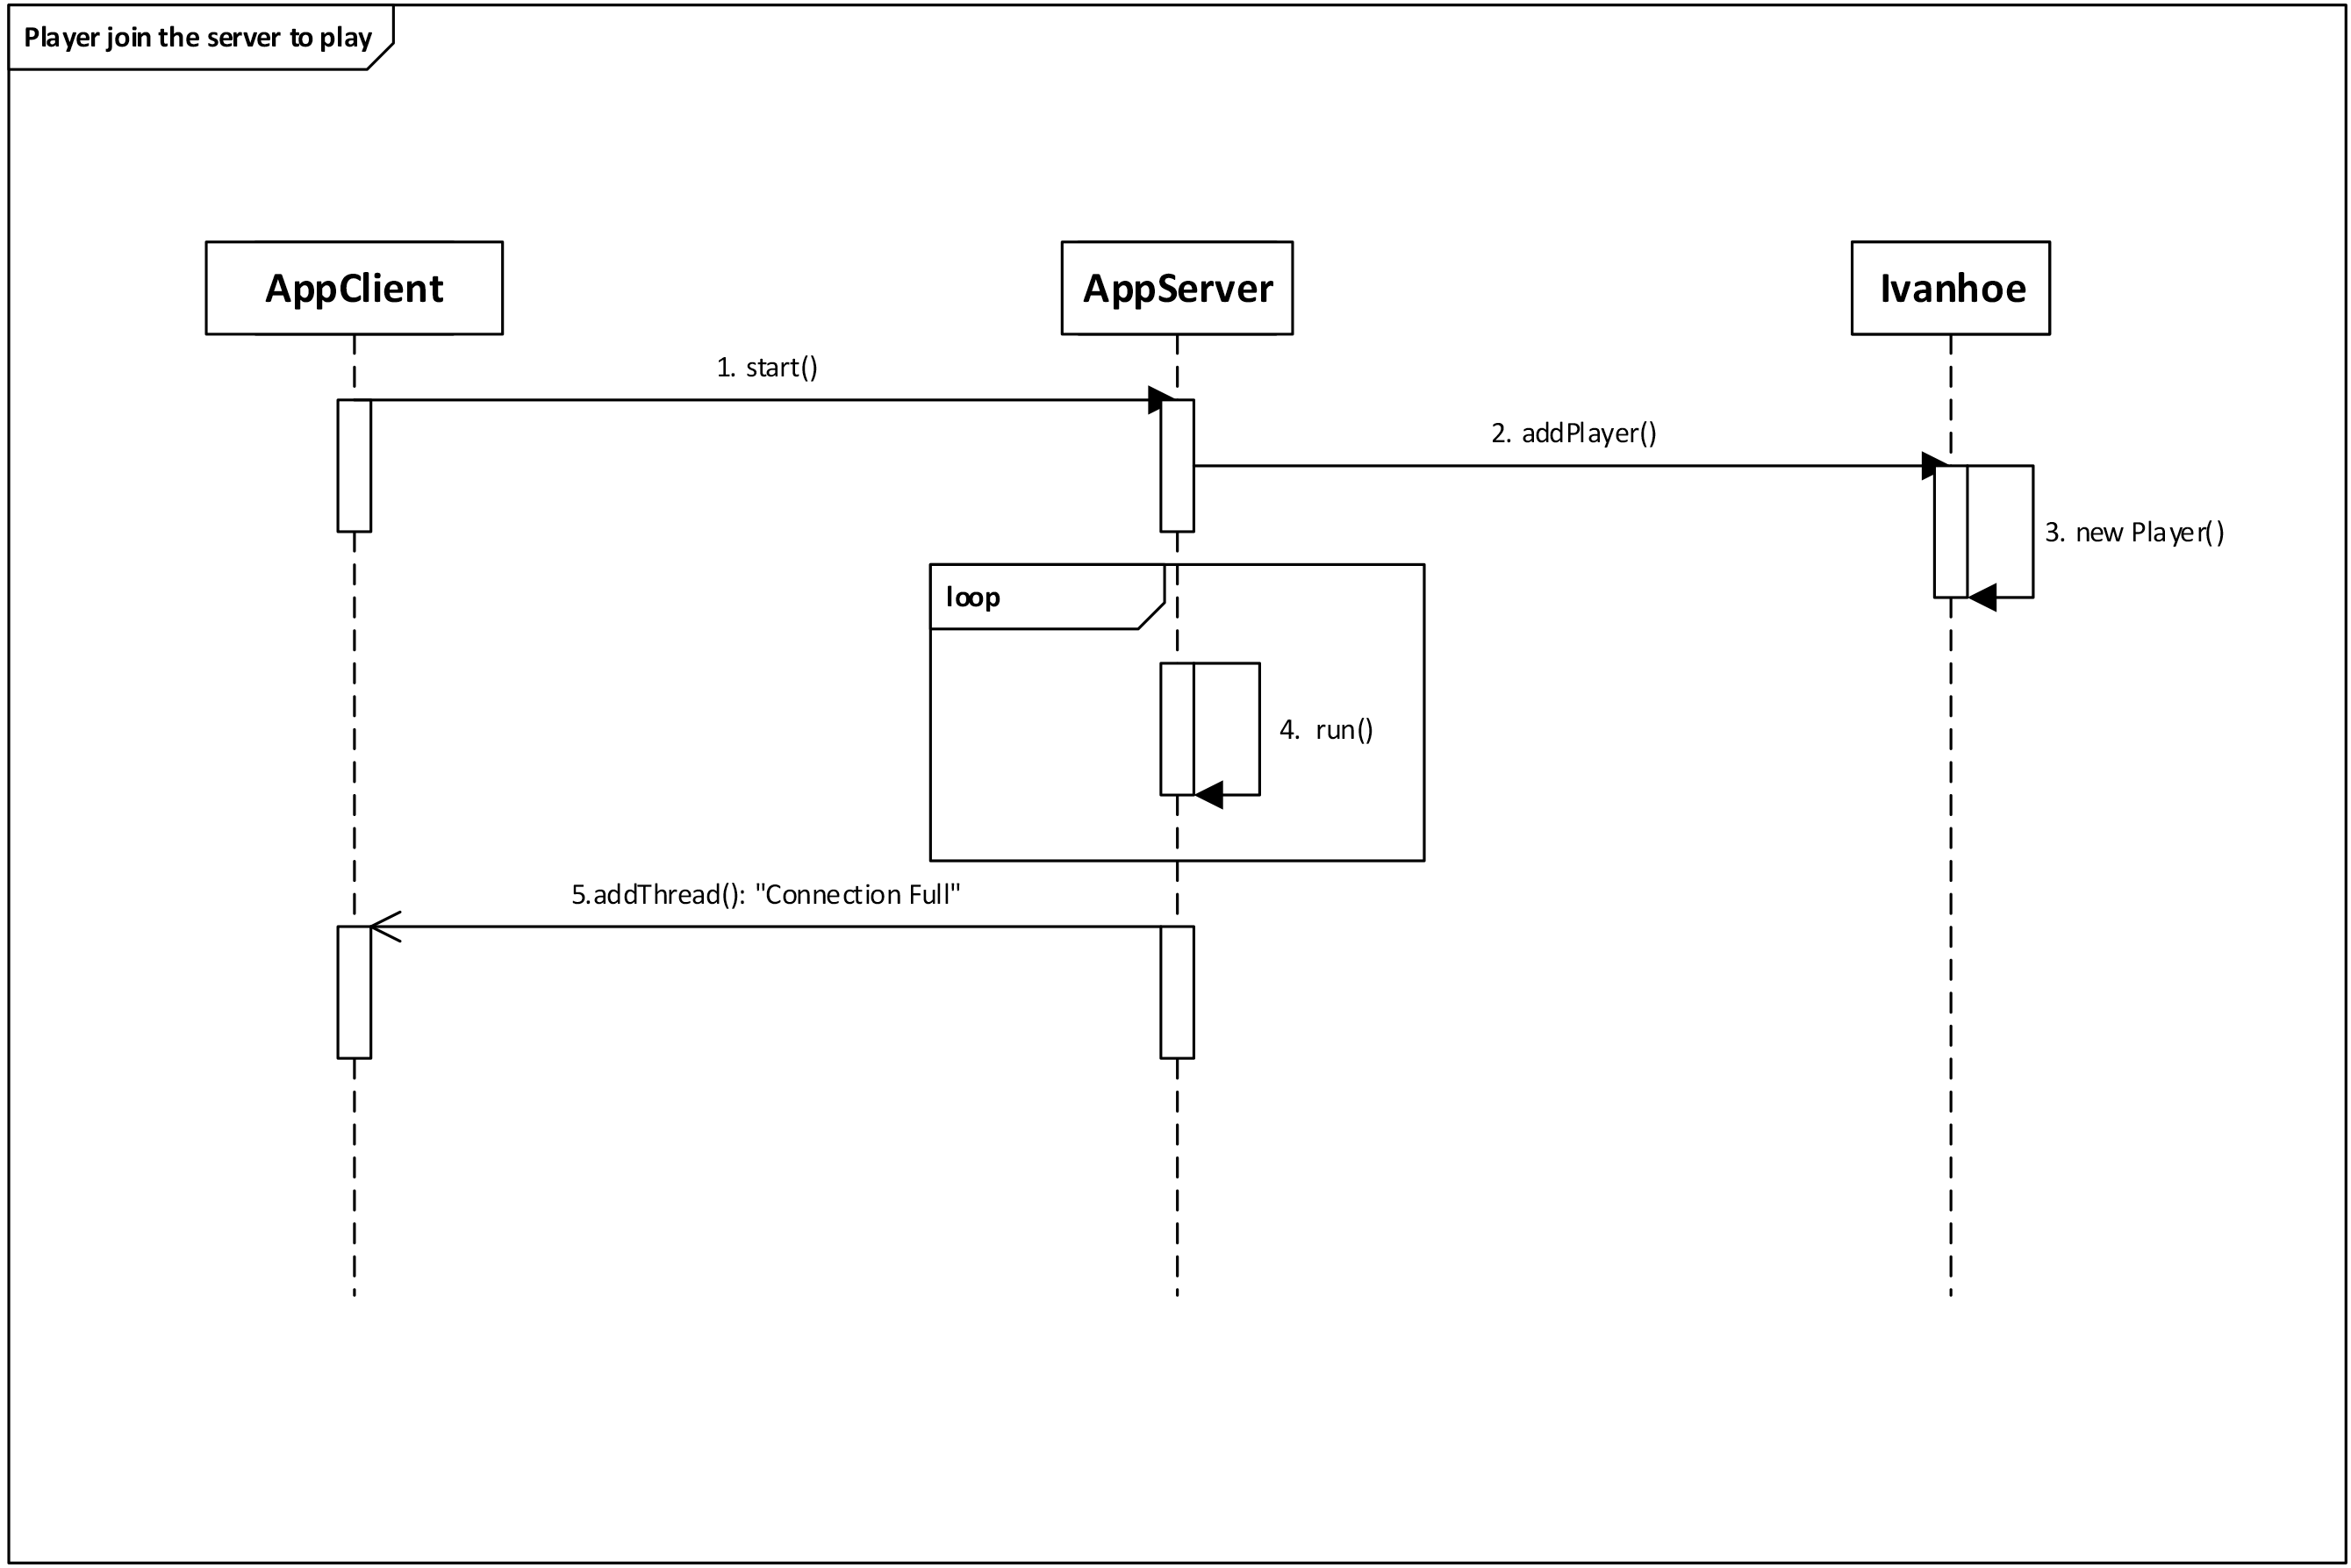 Player join the server to play
AppClient
AppServer
Ivanhoe
1. start()
2. addPlayer()
3. new Player()
loop
4. run()
5.addThread(): "Connection Full"